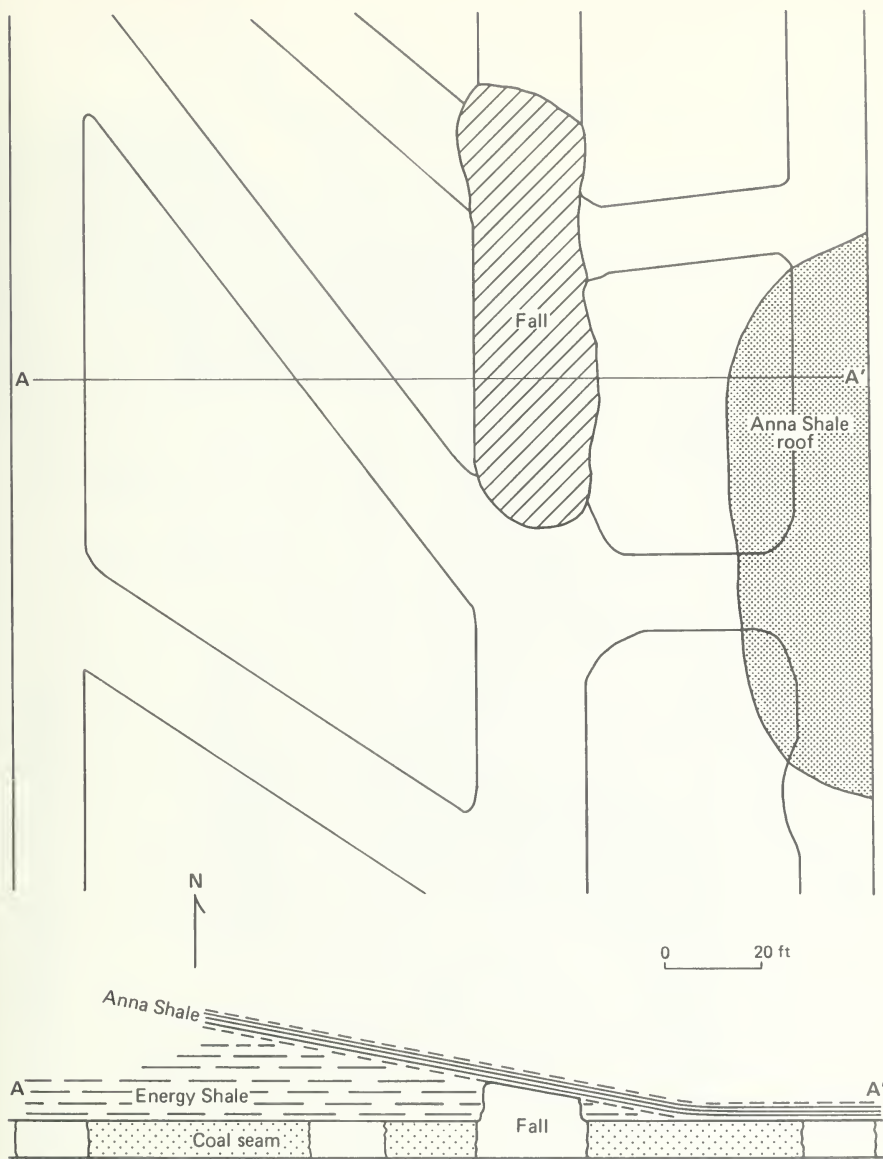 Fall
A
A'
Anna Shale
roof
N
0
20 ft
Anna Shale
A
Energy Shale
A'
Coal seam
Fall